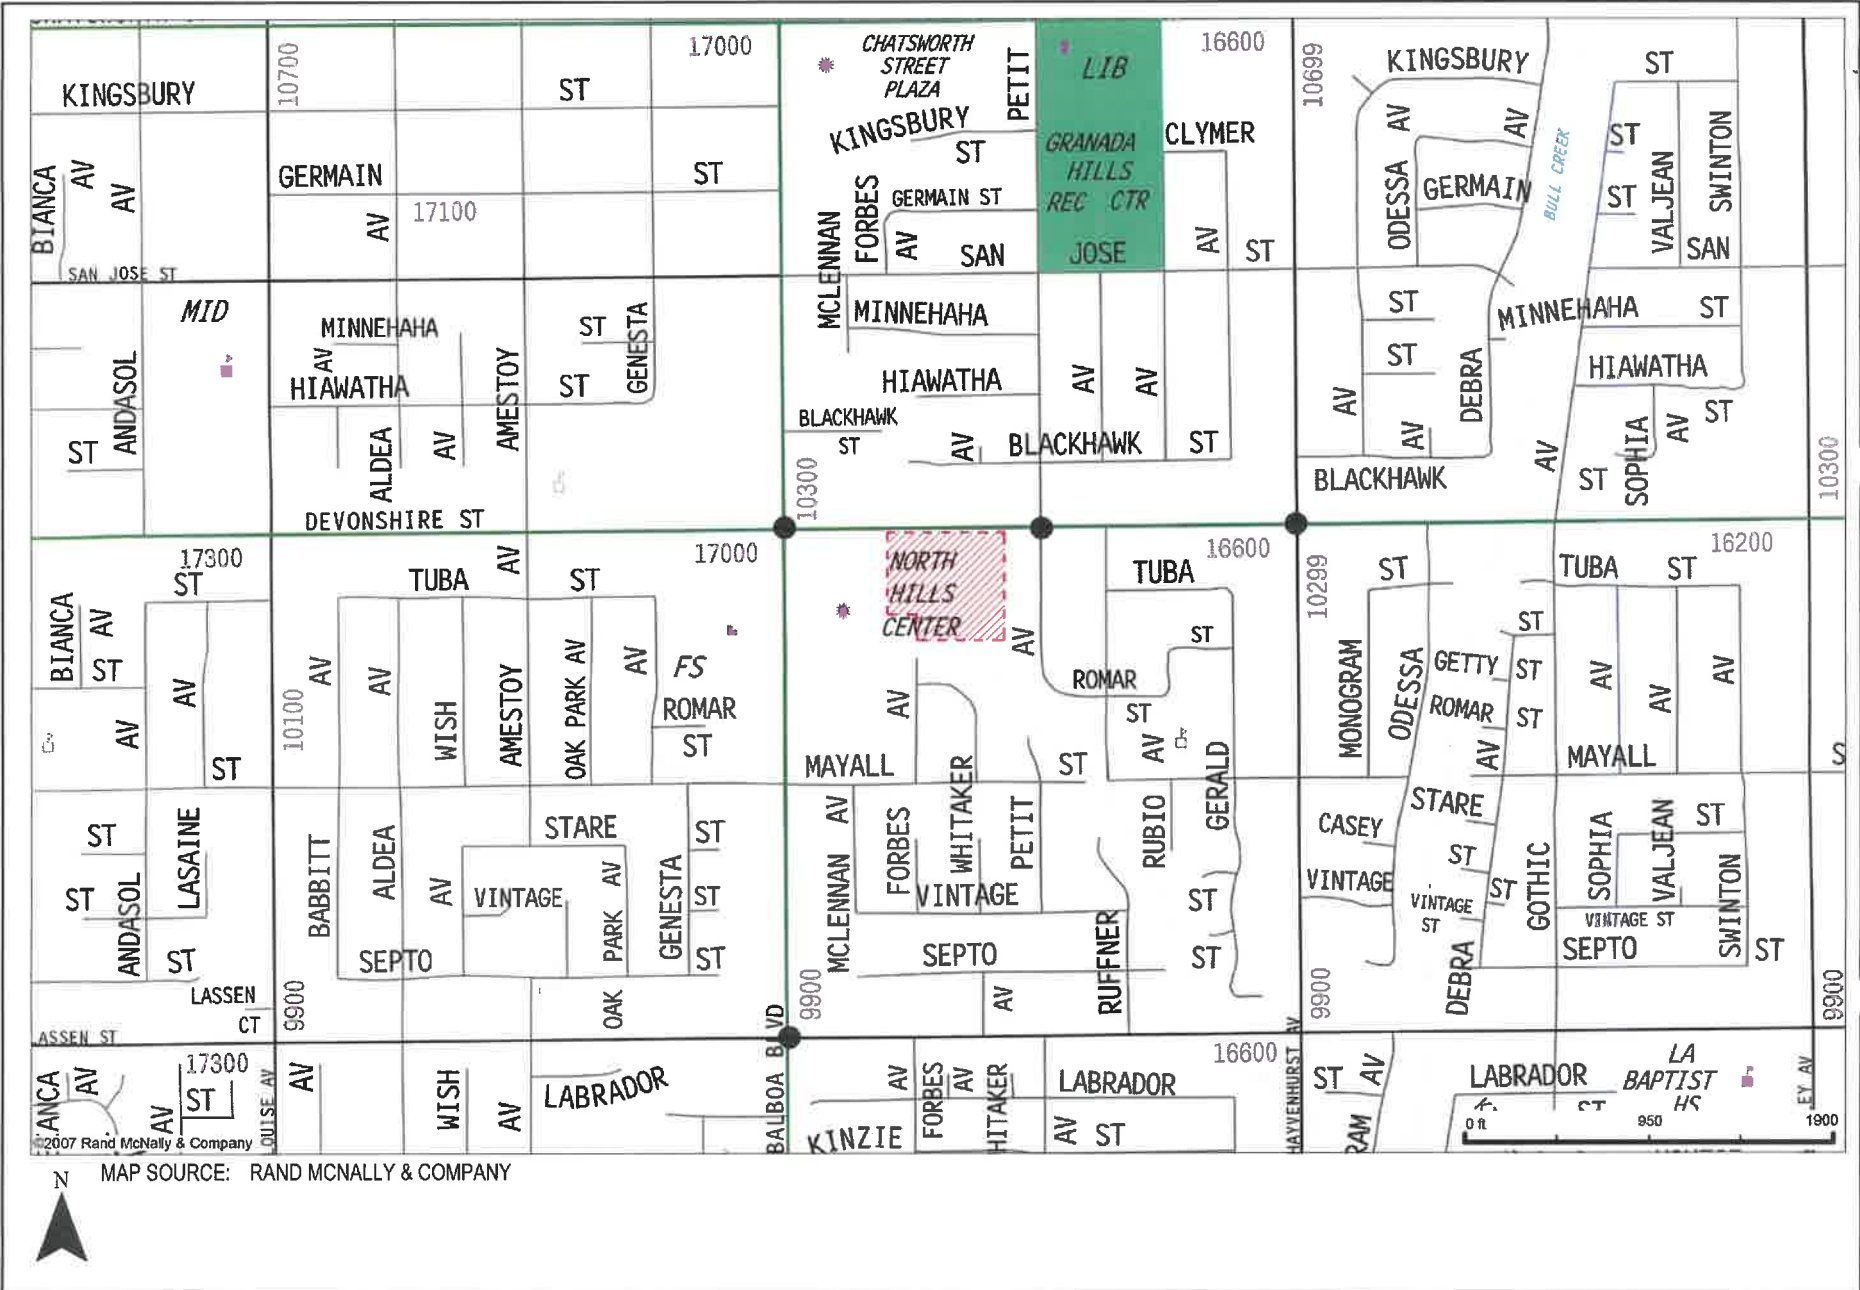 17000
CHATSWORTH
STREET
PLAZA
PETIT
LIB
16600
10700
10699
KINGSBURY
ST
KINGSBURY
ST
KINGSBURY
ST
GRANADA
HILLS
REC CTR
CLYMER
AV
AV
ST
BULL CREEK
SWINTON
BIANCA
AV
AV
GERMAIN
ST
17100
AV
FORBES
GERMAIN ST
AV
ODESSA
GERMAIN
ST
VALJEAN
MCLENNAN
SAN
JOSE
AV
ST
SAN
SAN JOSE ST
MID
MINNEHAHA
ST
GENESTA
MINNEHAHA
ST
MINNEHAHA
ST
AV
HIAWATHA
ST
AMESTOY
HIAWATHA
AV
AV
ST
HIAWATHA
ANDASOL
ST
ALDEA
AV
BLACKHAWK
ST
AV
BLACKHAWK
ST
AV
AV
DEBRA
BLACKHAWK
AV
ST
SOPHIA
AV
ST
DEVONSHIRE ST
10300
10300
17300
ST
TUBA
AV
ST
17000
NORTH
HILLS
CENTER
AV
TUBA
16600
10299
ST
TUBA
ST
16200
BIANCA
AV
ST
AV
AV
AV
AV
WISH
AMESTOY
OAK PARK AV
AV
FS
ROMAR
ST
AV
ROMAR
ST
ST
AV
MONOGRAM
ODESSA
GETTY
ST
ST
ROMAR
ST
AV
AV
AV
AV
ST
10100
MAYALL
ST
MAYALL
S
ST
LASAINE
BABBITT
ALDEA
STARE
ST
AV
FORBES
WHITAKER
PETIT
RUBIO
GERALD
CASEY
STARE
ST
SOPHIA
VALJEAN
ST
ST
ANDASOL
AV
VINTAGE
PARK AV
GENESTA
ST
MCLENNAN
VINTAGE
ST
VINTAGE
VINTAGE
ST
ST
GOTHIC
VINTAGE ST
SWINTON
ST
SEPTO
ST
SEPTO
RUFFNER
ST
DEBRA
SEPTO
ST
LASSEN
CT
9900
OAK
9900
AV
9900
9900
ASSEN ST
17300
ST
AV
AV
LOUISE AV
AV
WISH
AV
LABRADOR
BALBOA BLVD
AV
FORBES
AV
HITAKER
LABRADOR
16600
HAYVENHURST AV
ST
AV
RAM
LABRADOR
ST
LA
BAPTIST
HS
EY AV
KINZIE
AV
ST
0 ft
950
1900
©2007 Rand McNally & Company
N
MAP SOURCE: RAND MCNALLY & COMPANY